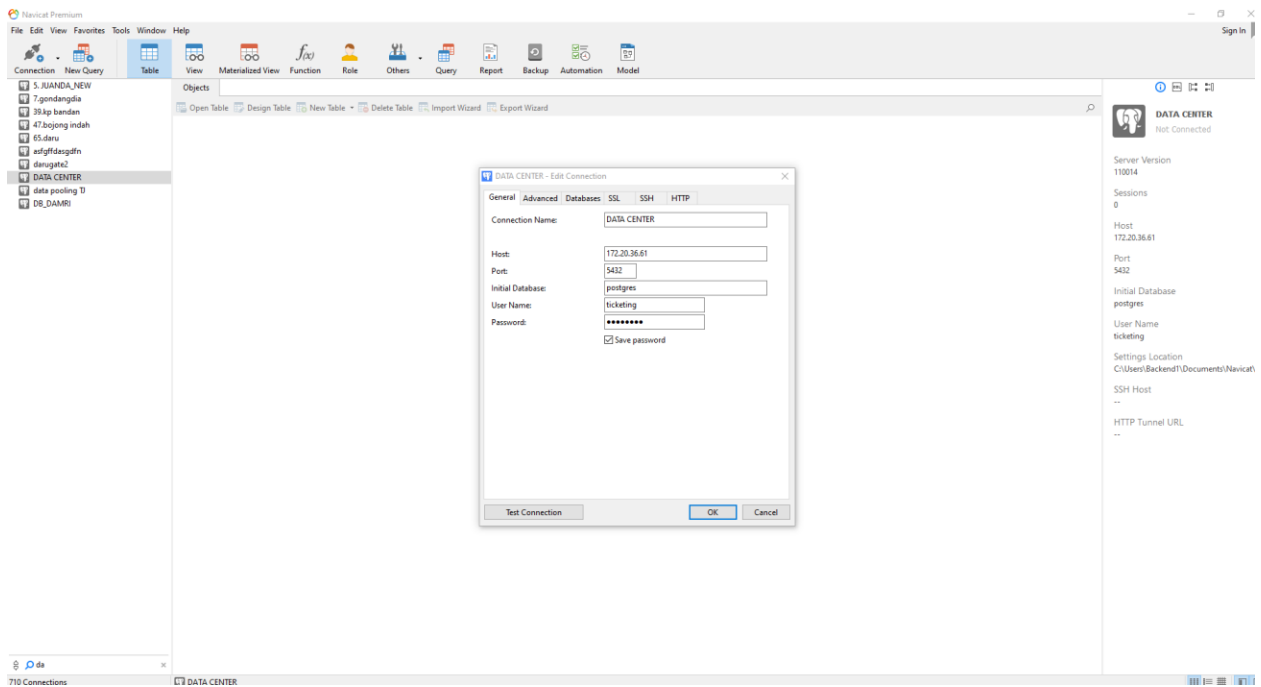 Navicat Premium
File Edit View Favorites Tools Window Help
Sign In
Connection New Query Table View Materialized View Function Role Others Query Report Backup Automation Model
f(x)
5. JUANDA_NEW
7.gondangdia
39.kp bandan
47.bojong indah
65.daru
asfgffdasgdfn
darugate2
DATA CENTER
data pooling TJ
DB_DAMRI
Objects
Open Table Design Table New Table Delete Table Import Wizard Export Wizard
DATA CENTER - Edit Connection
General Advanced Databases SSL SSH HTTP
Connection Name: DATA CENTER
Host: 172.20.36.61
Port: 5432
Initial Database: postgres
User Name: ticketing
Password: ••••••••
Save password
Test Connection OK Cancel
DATA CENTER
Not Connected
Server Version
110014
Sessions
0
Host
172.20.36.61
Port
5432
Initial Database
postgres
User Name
ticketing
Settings Location
C:\Users\Backend1\Documents\Navicat\
SSH Host
--
HTTP Tunnel URL
--
da
710 Connections DATA CENTER